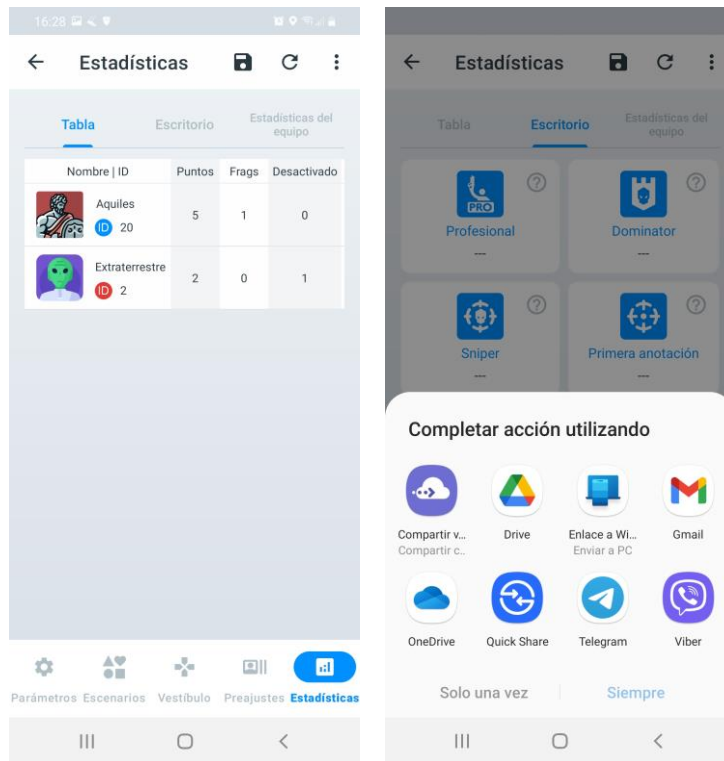 16:28
Estadísticas
Tabla
Escritorio
Estadísticas del
equipo
Nombre | ID
Puntos
Frags
Desactivado
Aquiles
ID 20
5
1
0
Extraterrestre
ID 2
2
0
1
Parámetros
Escenarios
Vestíbulo
Preajustes
Estadísticas
Estadísticas
Tabla
Escritorio
Estadísticas del
equipo
PRO
Profesional
---
Dominator
---
Sniper
---
Primera anotación
---
Completar acción utilizando
Compartir v...
Compartir c..
Drive
Enlace a Wi...
Enviar a PC
Gmail
OneDrive
Quick Share
Telegram
Viber
Solo una vez
Siempre